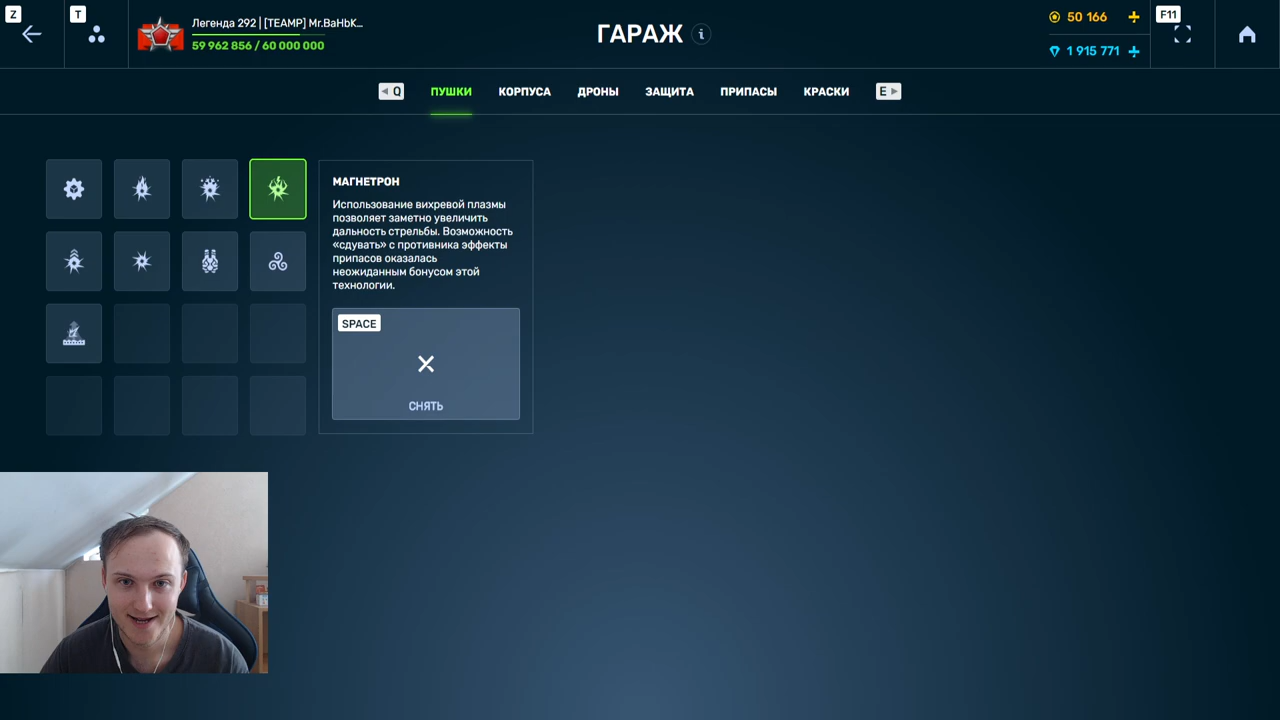 Z
T
Легенда 292 | [TEAMP] Mr.BaHbK...
59 962 856 / 60 000 000
ГАРАЖ
i
50 166
1 915 771
F11
Q
ПУШКИ
КОРПУСА
ДРОНЫ
ЗАЩИТА
ПРИПАСЫ
КРАСКИ
E
МАГНЕТРОН
Использование вихревой плазмы
позволяет заметно увеличить
дальность стрельбы. Возможность
«сдувать» с противника эффекты
припасов оказалась
неожиданным бонусом этой
технологии.
SPACE
СНЯТЬ